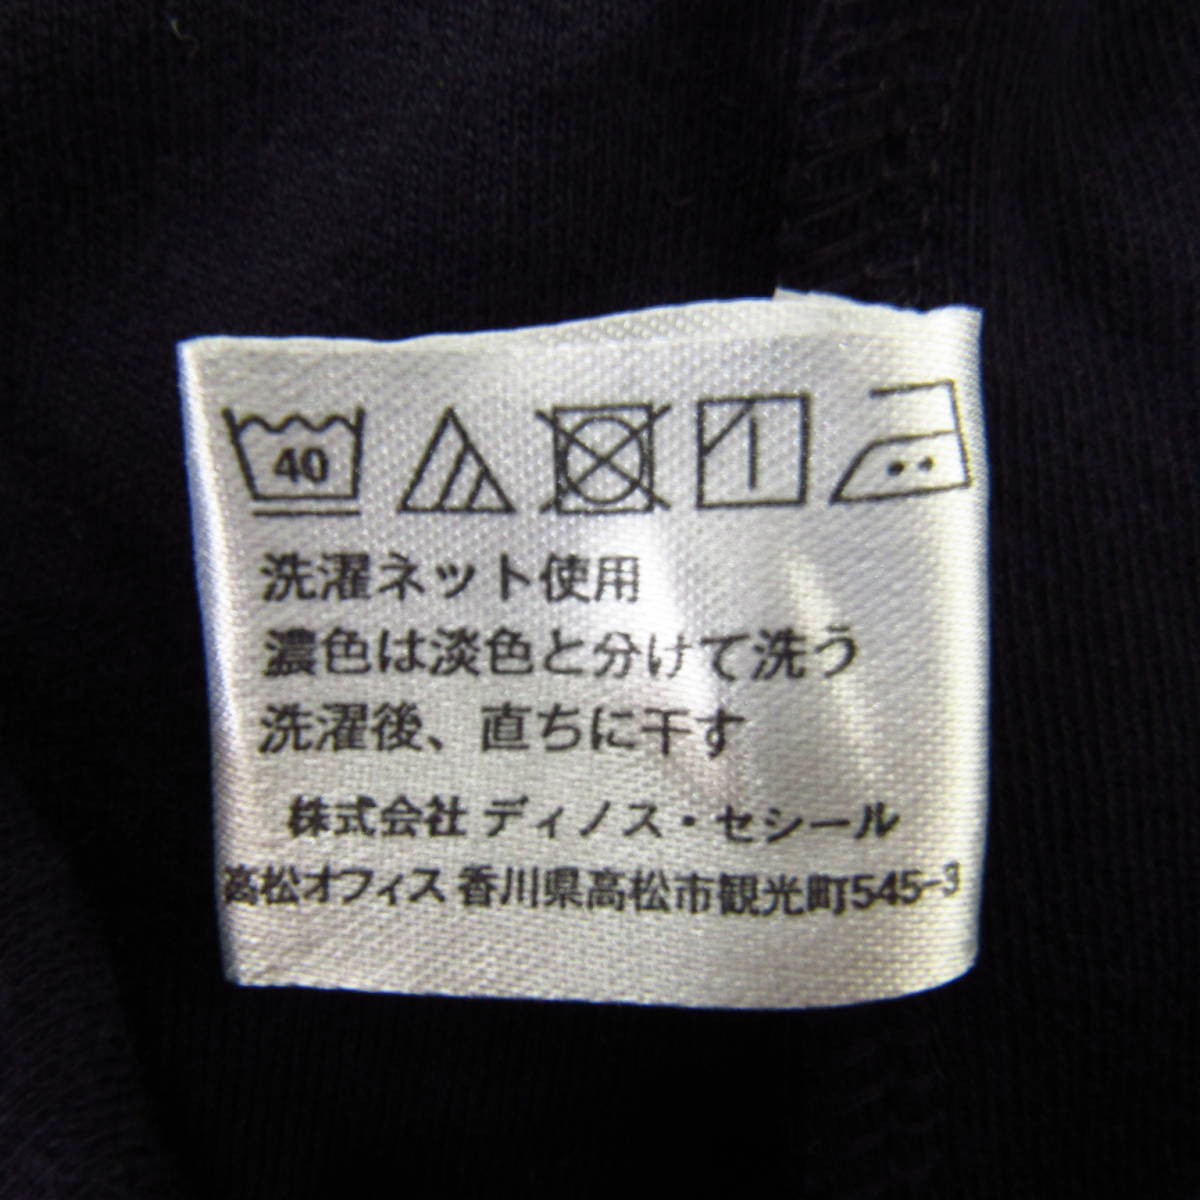 40
洗濯ネット使用
濃色は淡色と分けて洗う
洗濯後、直ちに干す
株式会社 ディノス・セシール
高松オフィス 香川県高松市観光町545-3